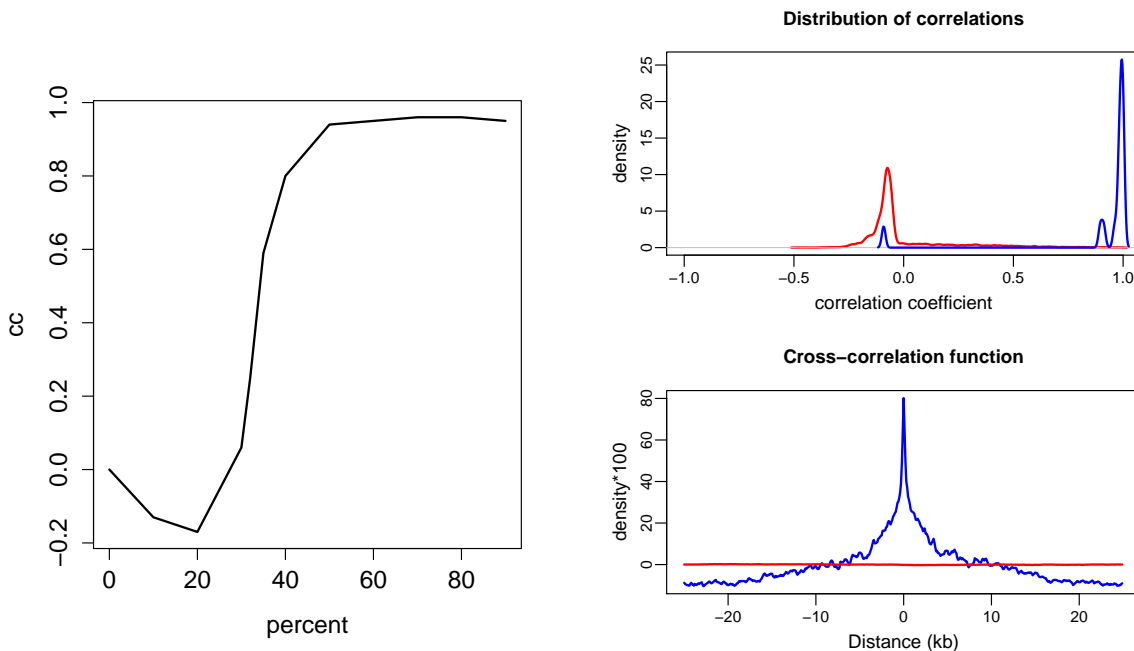 1.0
0.8
0.6
0.4
0.2
0.0
−0.2
cc
0 20 40 60 80
percent
Distribution of correlations
25
20
15
10
5
0
density
−1.0 −0.5 0.0 0.5 1.0
correlation coefficient
Cross−correlation function
80
60
40
20
0
density*100
−20 −10 0 10 20
Distance (kb)